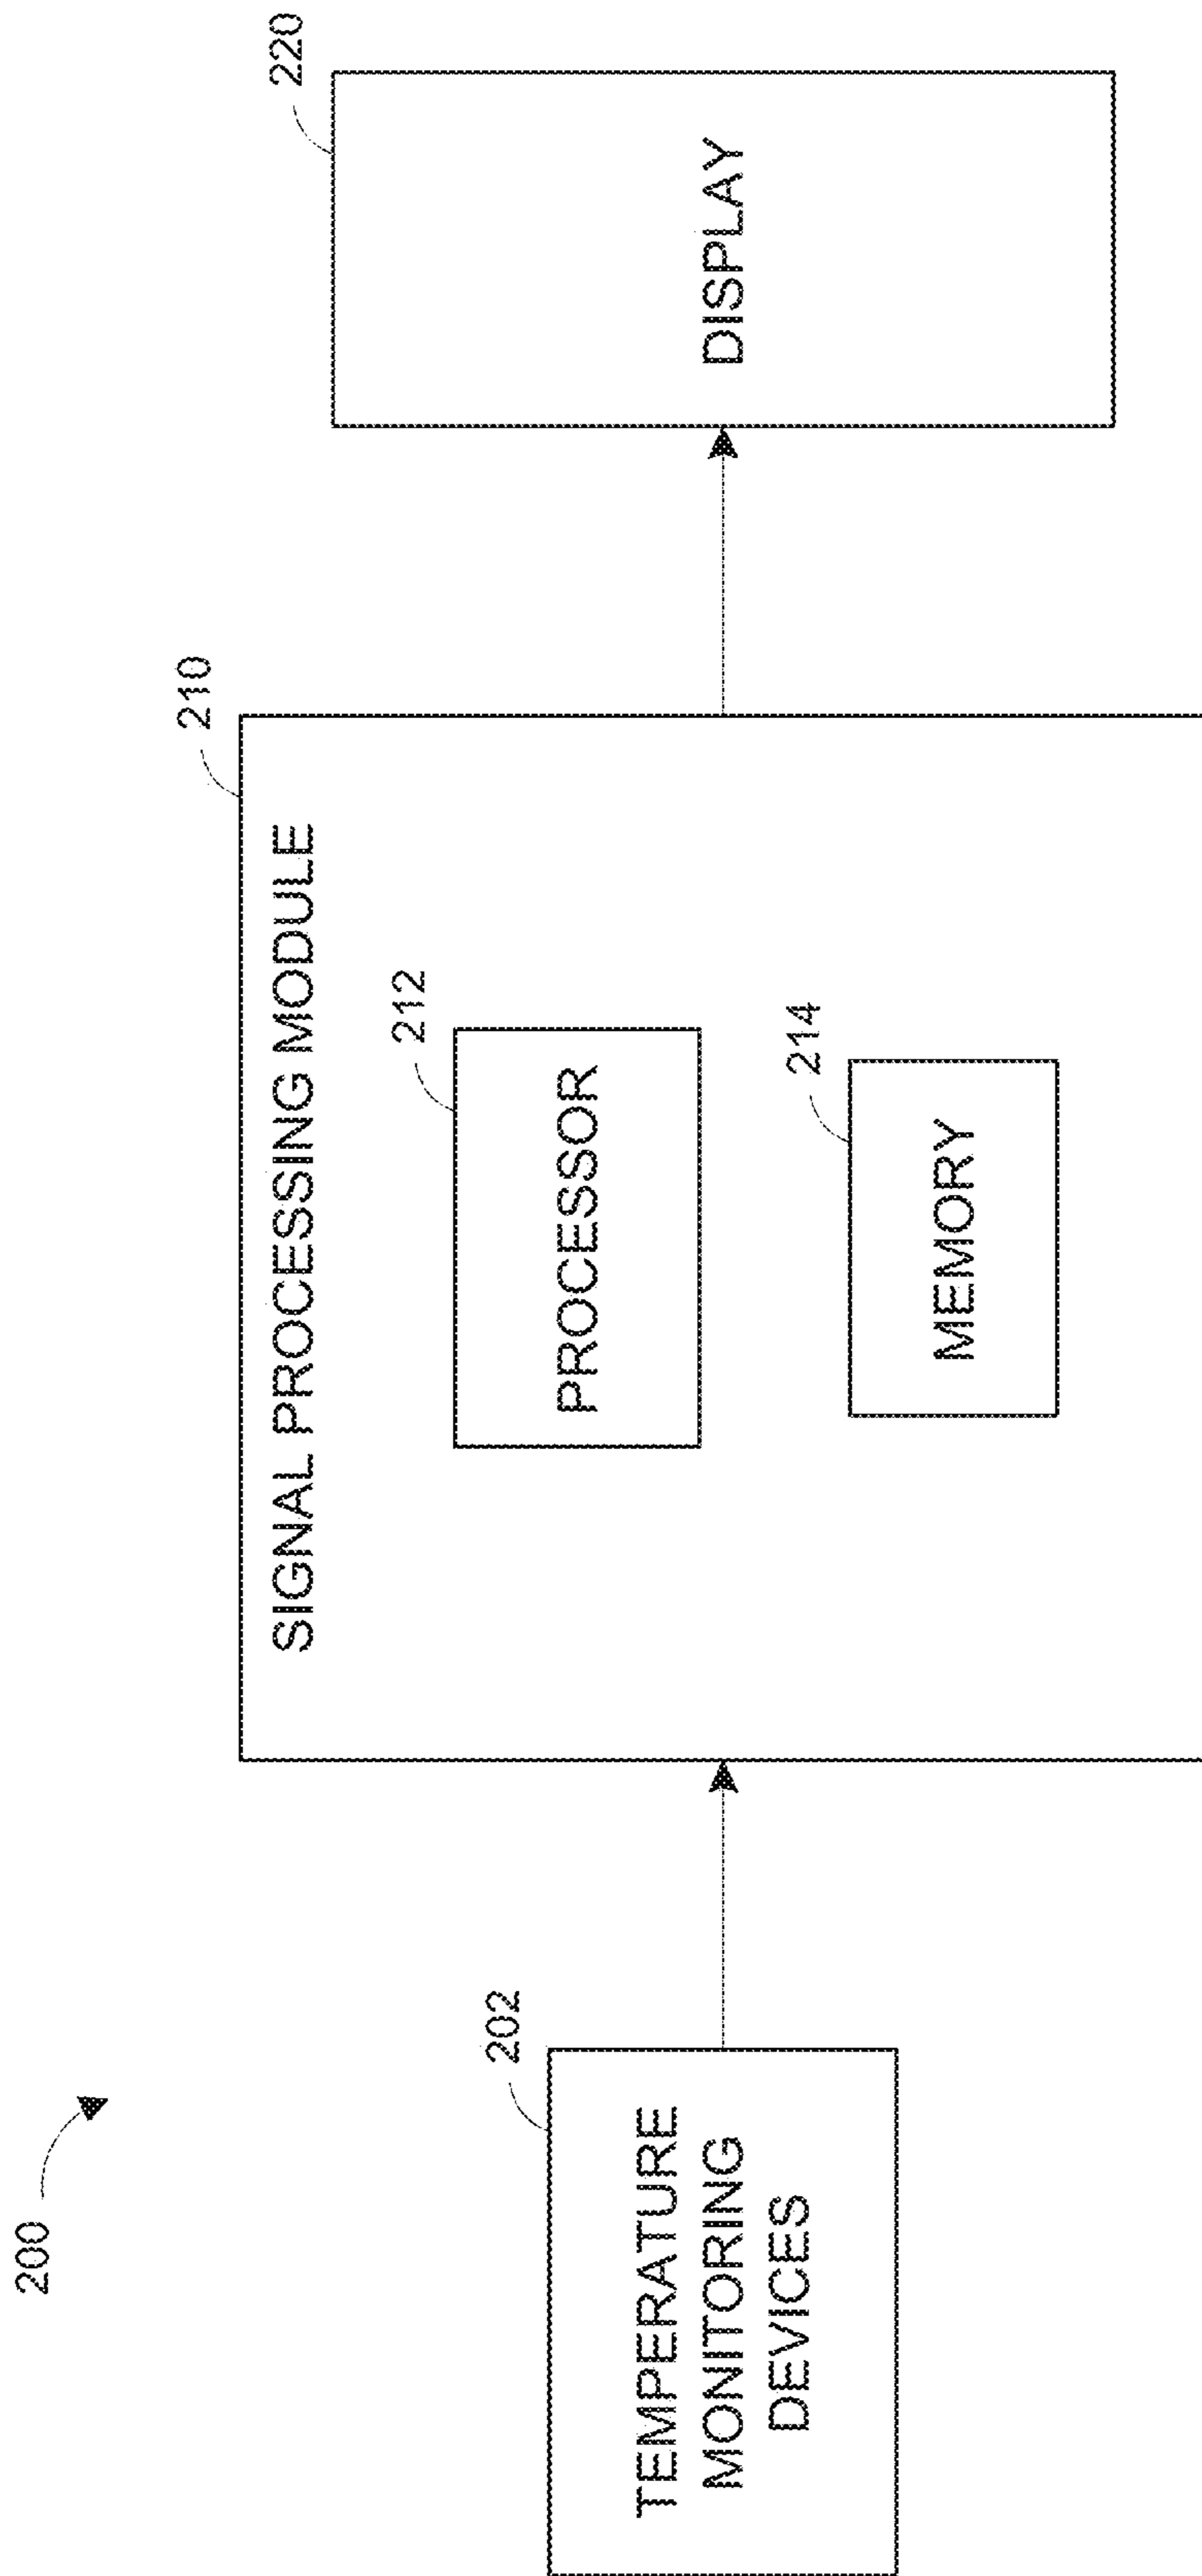 200
202
TEMPERATURE
MONITORING
DEVICES
210
SIGNAL PROCESSING MODULE
212
PROCESSOR
214
MEMORY
220
DISPLAY